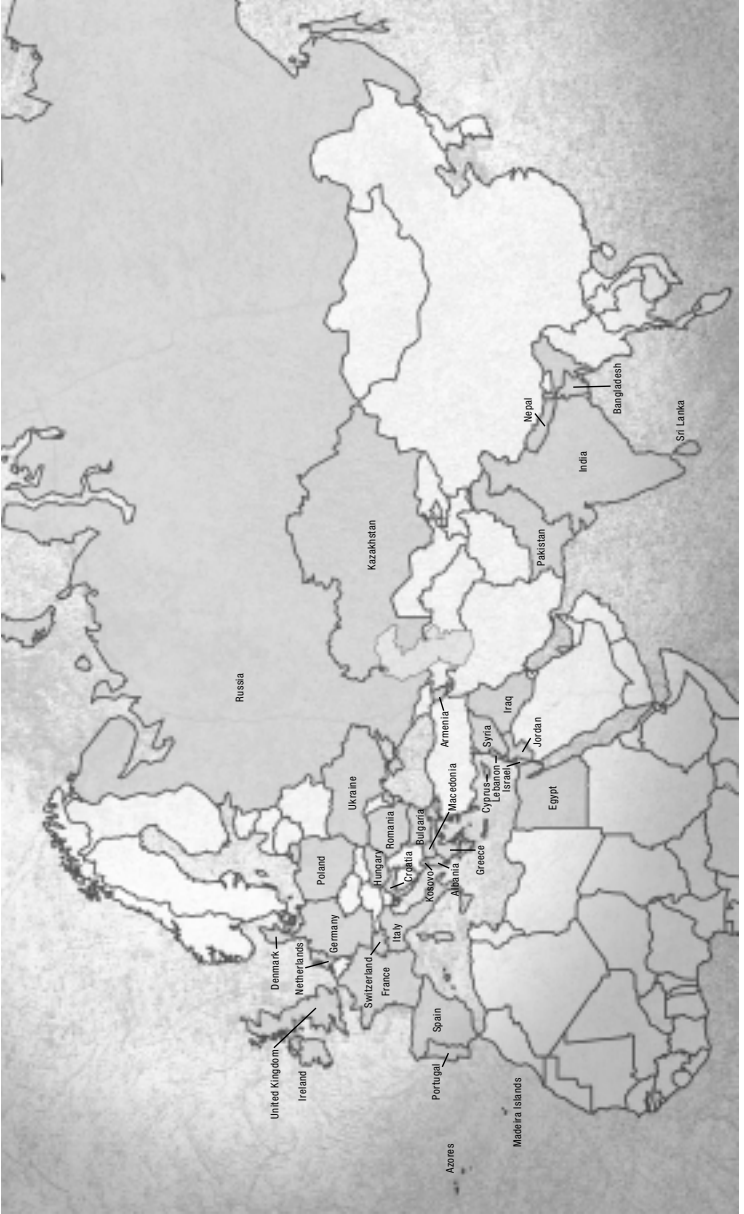 Russia
Kazakhstan
Nepal
Bangladesh
Sri Lanka
India
Pakistan
Ukraine
Poland
Romania
Bulgaria
Hungary
Croatia
Kosovo
Albania
Greece
Macedonia
Armenia
Cyprus
Lebanon
Israel
Syria
Iraq
Jordan
Egypt
Denmark
Netherlands
Germany
Switzerland
France
Italy
United Kingdom
Ireland
Spain
Portugal
Azores
Madeira Islands